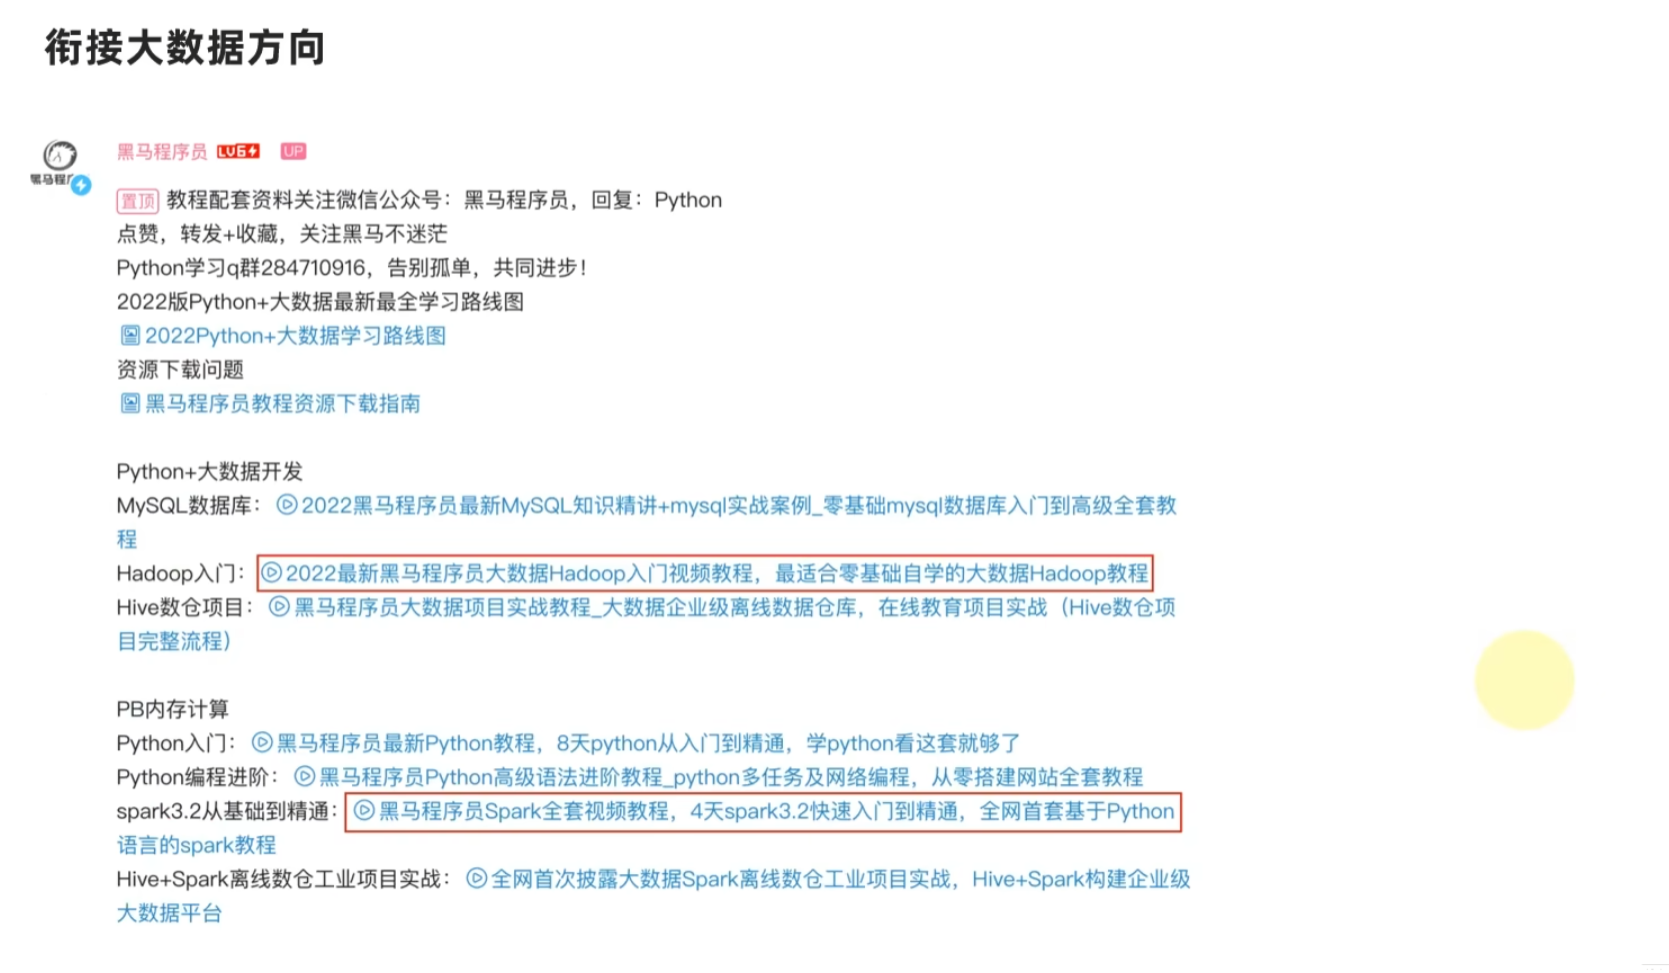 衔接大数据方向
黑马程序员 LV6 UP
黑马程序
置顶 教程配套资料关注微信公众号：黑马程序员，回复：Python
点赞，转发+收藏，关注黑马不迷茫
Python学习q群284710916，告别孤单，共同进步！
2022版Python+大数据最新最全学习路线图
2022Python+大数据学习路线图
资源下载问题
黑马程序员教程资源下载指南
Python+大数据开发
MySQL数据库：2022黑马程序员最新MySQL知识精讲+mysql实战案例_零基础mysql数据库入门到高级全套教
程
Hadoop入门：2022最新黑马程序员大数据Hadoop入门视频教程，最适合零基础自学的大数据Hadoop教程
Hive数仓项目：黑马程序员大数据项目实战教程_大数据企业级离线数据仓库，在线教育项目实战（Hive数仓项
目完整流程）
PB内存计算
Python入门：黑马程序员最新Python教程，8天python从入门到精通，学python看这套就够了
Python编程进阶：黑马程序员Python高级语法进阶教程_python多任务及网络编程，从零搭建网站全套教程
spark3.2从基础到精通：黑马程序员Spark全套视频教程，4天spark3.2快速入门到精通，全网首套基于Python
语言的spark教程
Hive+Spark离线数仓工业项目实战：全网首次披露大数据Spark离线数仓工业项目实战，Hive+Spark构建企业级
大数据平台